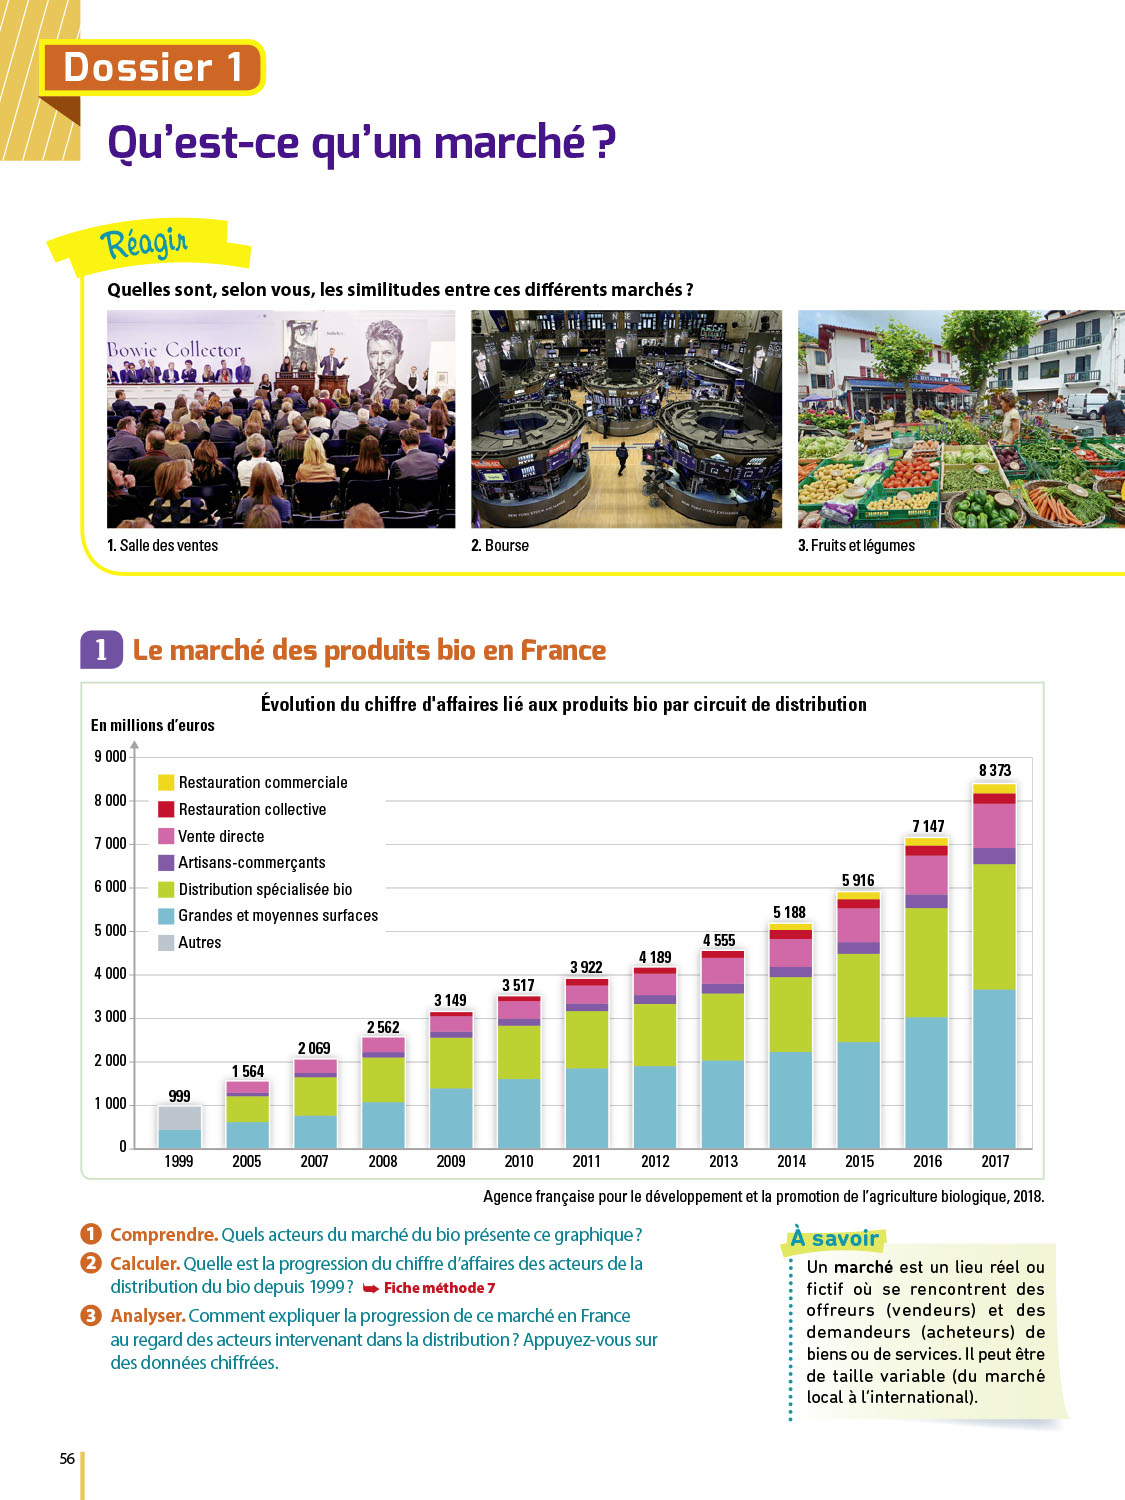 Dossier 1
Qu'est-ce qu'un marché ?
Réagir
Quelles sont, selon vous, les similitudes entre ces différents marchés ?
Bowie Collector
1. Salle des ventes
2. Bourse
3. Fruits et légumes
1 Le marché des produits bio en France
Évolution du chiffre d'affaires lié aux produits bio par circuit de distribution
En millions d'euros
9 000
8 000
7 000
6 000
5 000
4 000
3 000
2 000
1 000
0
Restauration commerciale
Restauration collective
Vente directe
Artisans-commerçants
Distribution spécialisée bio
Grandes et moyennes surfaces
Autres
999
1 564
2 069
2 562
3 149
3 517
3 922
4 189
4 555
5 188
5 916
7 147
8 373
1999 2005 2007 2008 2009 2010 2011 2012 2013 2014 2015 2016 2017
Agence française pour le développement et la promotion de l'agriculture biologique, 2018.
1 Comprendre. Quels acteurs du marché du bio présente ce graphique ?
2 Calculer. Quelle est la progression du chiffre d'affaires des acteurs de la
distribution du bio depuis 1999 ? ➥ Fiche méthode 7
3 Analyser. Comment expliquer la progression de ce marché en France
au regard des acteurs intervenant dans la distribution ? Appuyez-vous sur
des données chiffrées.
À savoir
Un marché est un lieu réel ou
fictif où se rencontrent des
offreurs (vendeurs) et des
demandeurs (acheteurs) de
biens ou de services. Il peut être
de taille variable (du marché
local à l'international).
56